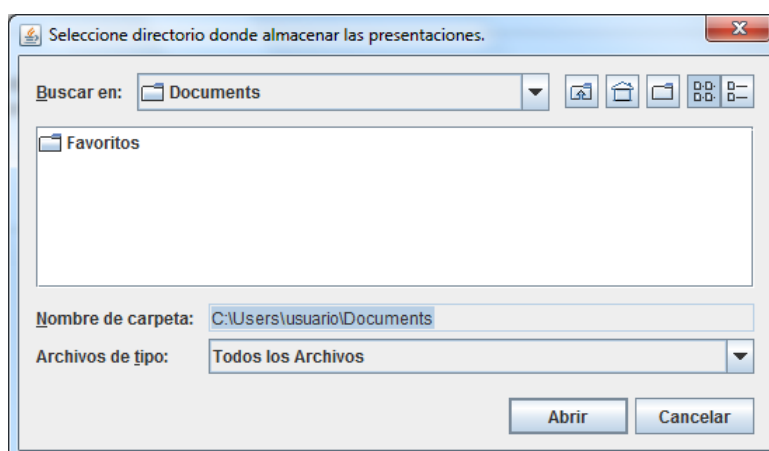 Seleccione directorio donde almacenar las presentaciones.
Buscar en: Documents
Favoritos
Nombre de carpeta: C:\Users\usuario\Documents
Archivos de tipo: Todos los Archivos
Abrir Cancelar